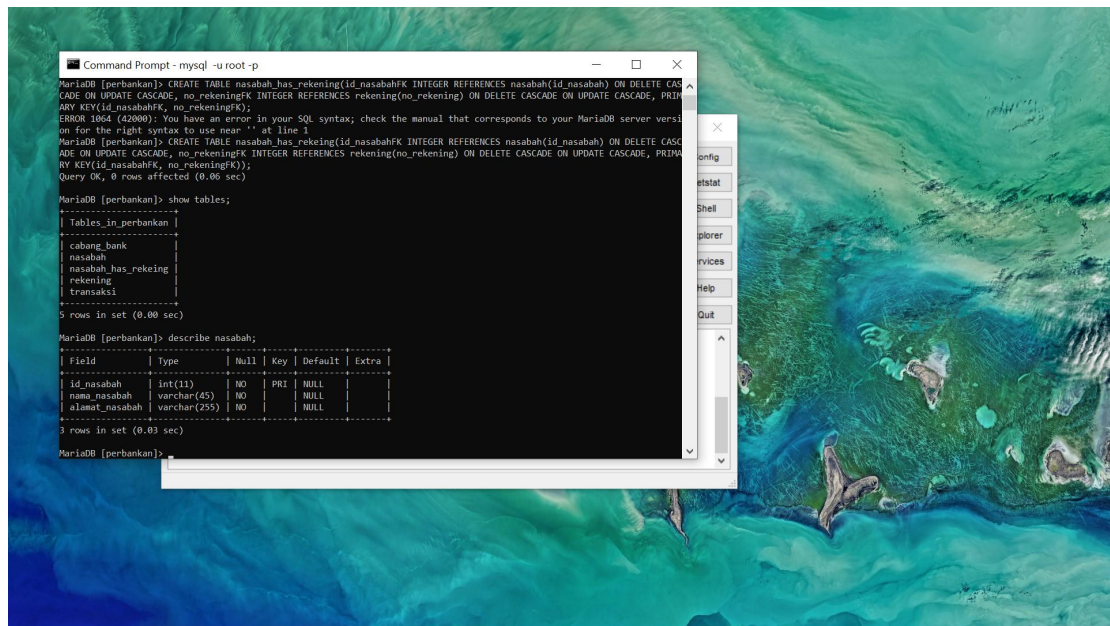 Command Prompt - mysql -u root -p
MariaDB [perbankan]> CREATE TABLE nasabah_has_rekening(id_nasabahFK INTEGER REFERENCES nasabah(id_nasabah) ON DELETE CAS
CADE ON UPDATE CASCADE, no_rekeningFK INTEGER REFERENCES rekening(no_rekening) ON DELETE CASCADE ON UPDATE CASCADE, PRIM
ARY KEY(id_nasabahFK, no_rekeningFK);
ERROR 1064 (42000): You have an error in your SQL syntax; check the manual that corresponds to your MariaDB server versi
on for the right syntax to use near '' at line 1
MariaDB [perbankan]> CREATE TABLE nasabah_has_rekeing(id_nasabahFK INTEGER REFERENCES nasabah(id_nasabah) ON DELETE CASC
ADE ON UPDATE CASCADE, no_rekeningFK INTEGER REFERENCES rekening(no_rekening) ON DELETE CASCADE ON UPDATE CASCADE, PRIMA
RY KEY(id_nasabahFK, no_rekeningFK));
Query OK, 0 rows affected (0.06 sec)
MariaDB [perbankan]> show tables;
+---------------------+
| Tables_in_perbankan |
+---------------------+
| cabang_bank         |
| nasabah             |
| nasabah_has_rekeing |
| rekening            |
| transaksi           |
+---------------------+
5 rows in set (0.00 sec)
MariaDB [perbankan]> describe nasabah;
+----------------+--------------+------+-----+---------+-------+
| Field          | Type         | Null | Key | Default | Extra |
+----------------+--------------+------+-----+---------+-------+
| id_nasabah     | int(11)      | NO   | PRI | NULL    |       |
| nama_nasabah   | varchar(45)  | NO   |     | NULL    |       |
| alamat_nasabah | varchar(255) | NO   |     | NULL    |       |
+----------------+--------------+------+-----+---------+-------+
3 rows in set (0.03 sec)
MariaDB [perbankan]> _
onfig
etstat
Shell
plorer
rvices
Help
Quit